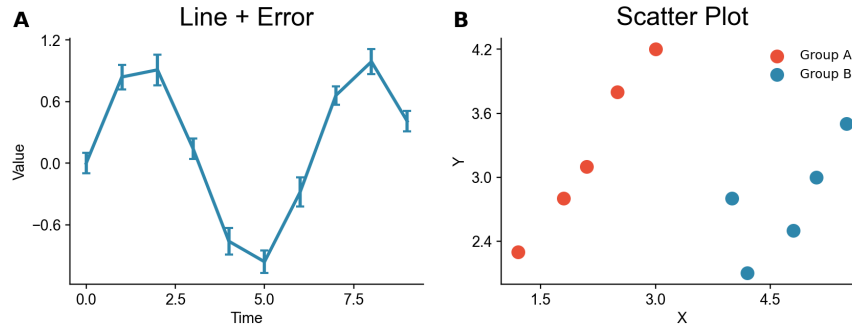 A
Line + Error
1.2
0.6
0.0
−0.6
Value
0.0
2.5
5.0
7.5
Time
B
Scatter Plot
4.2
3.6
3.0
2.4
Y
Group A
Group B
1.5
3.0
4.5
X